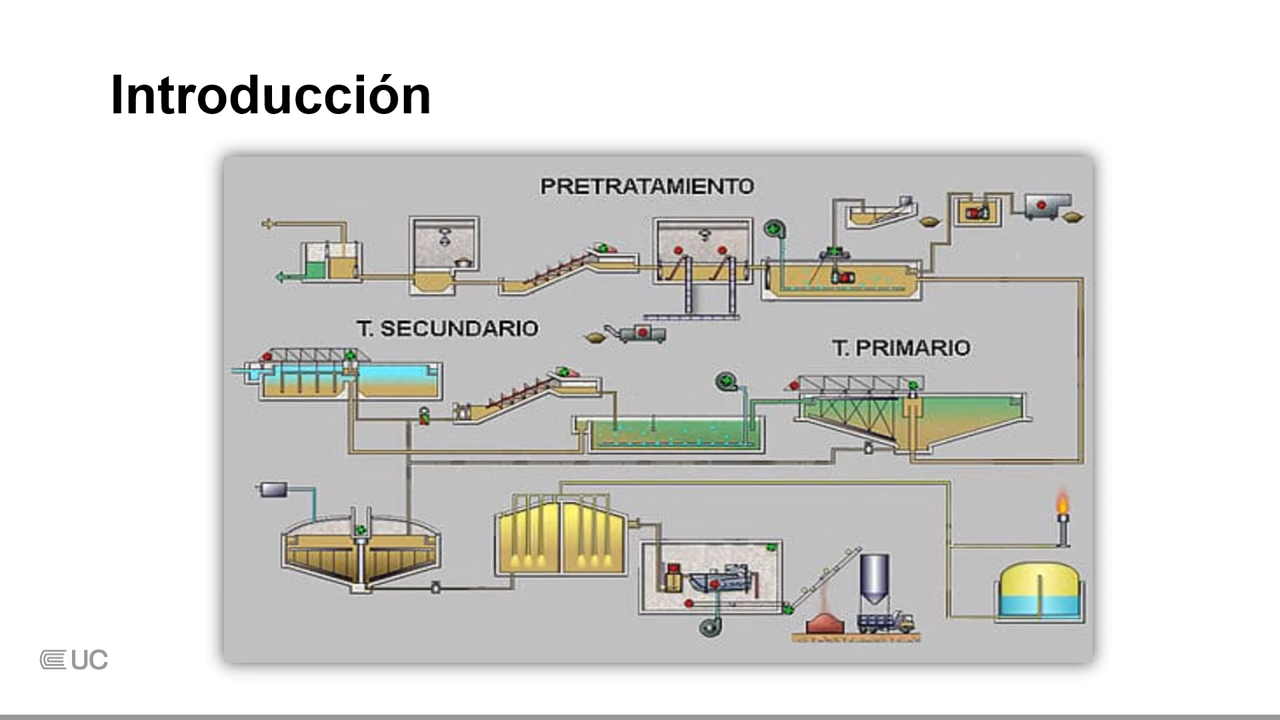 Introducción
PRETRATAMIENTO
T. SECUNDARIO
T. PRIMARIO
UC